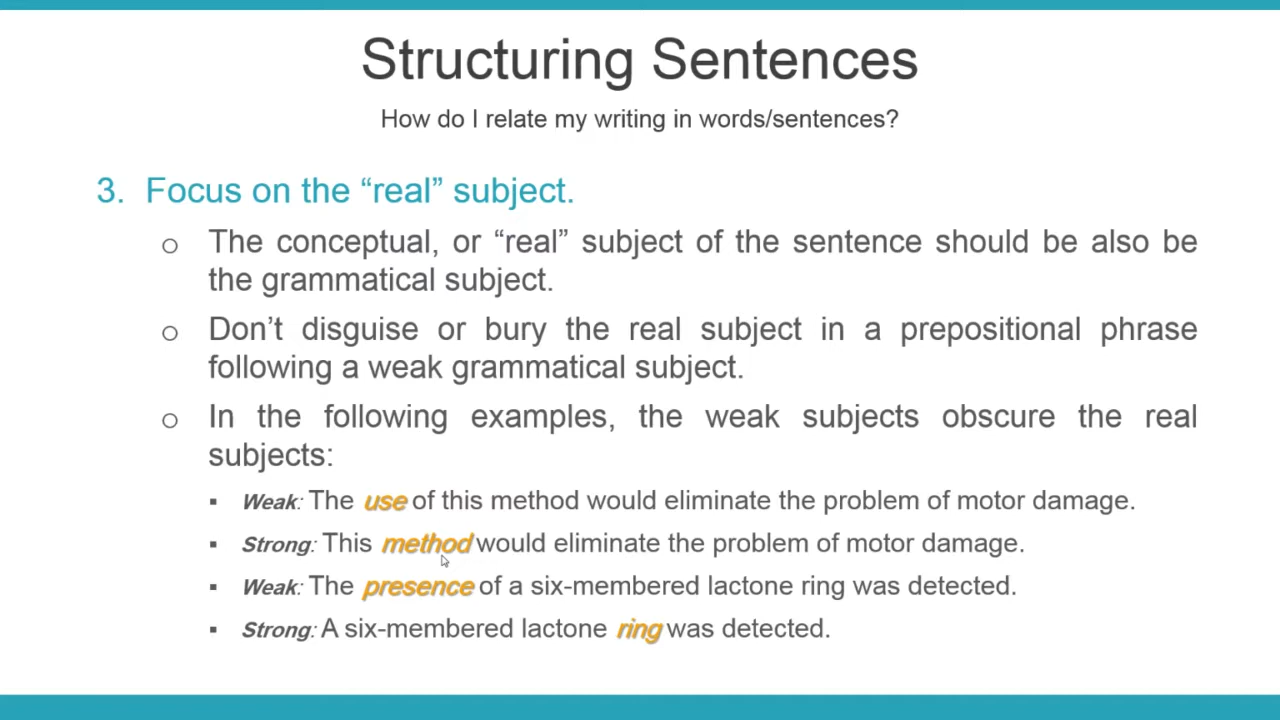 Structuring Sentences
How do I relate my writing in words/sentences?
3. Focus on the “real” subject.
o The conceptual, or “real” subject of the sentence should be also be
the grammatical subject.
o Don’t disguise or bury the real subject in a prepositional phrase
following a weak grammatical subject.
o In the following examples, the weak subjects obscure the real
subjects:
▪ Weak: The use of this method would eliminate the problem of motor damage.
▪ Strong: This method would eliminate the problem of motor damage.
▪ Weak: The presence of a six-membered lactone ring was detected.
▪ Strong: A six-membered lactone ring was detected.